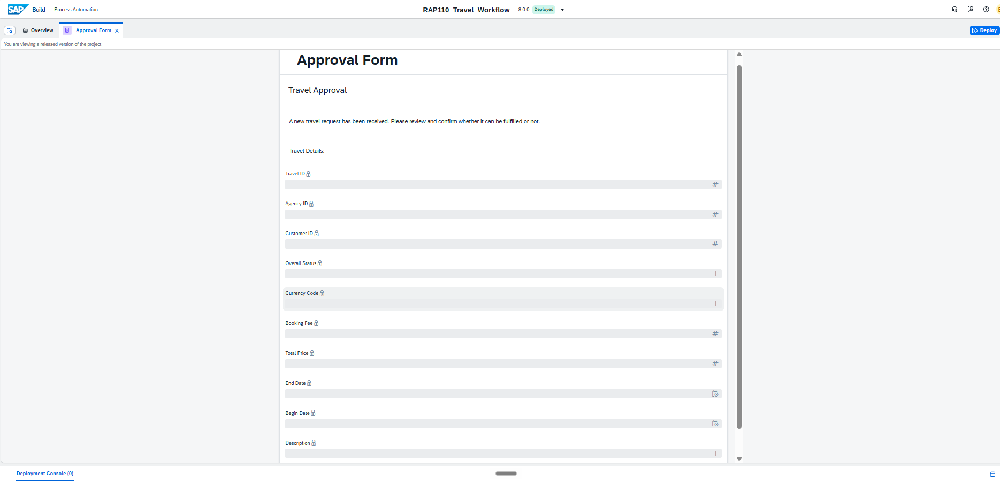 SAP Build Process Automation RAP110_Travel_Workflow 8.0.0 Deployed
Overview Approval Form Deploy
You are viewing a released version of the project
Approval Form
Travel Approval
A new travel request has been received. Please review and confirm whether it can be fulfilled or not.
Travel Details:
Travel ID
#
Agency ID
#
Customer ID
#
Overall Status
T
Currency Code
T
Booking Fee
#
Total Price
#
End Date
Begin Date
Description
T
Deployment Console (0)